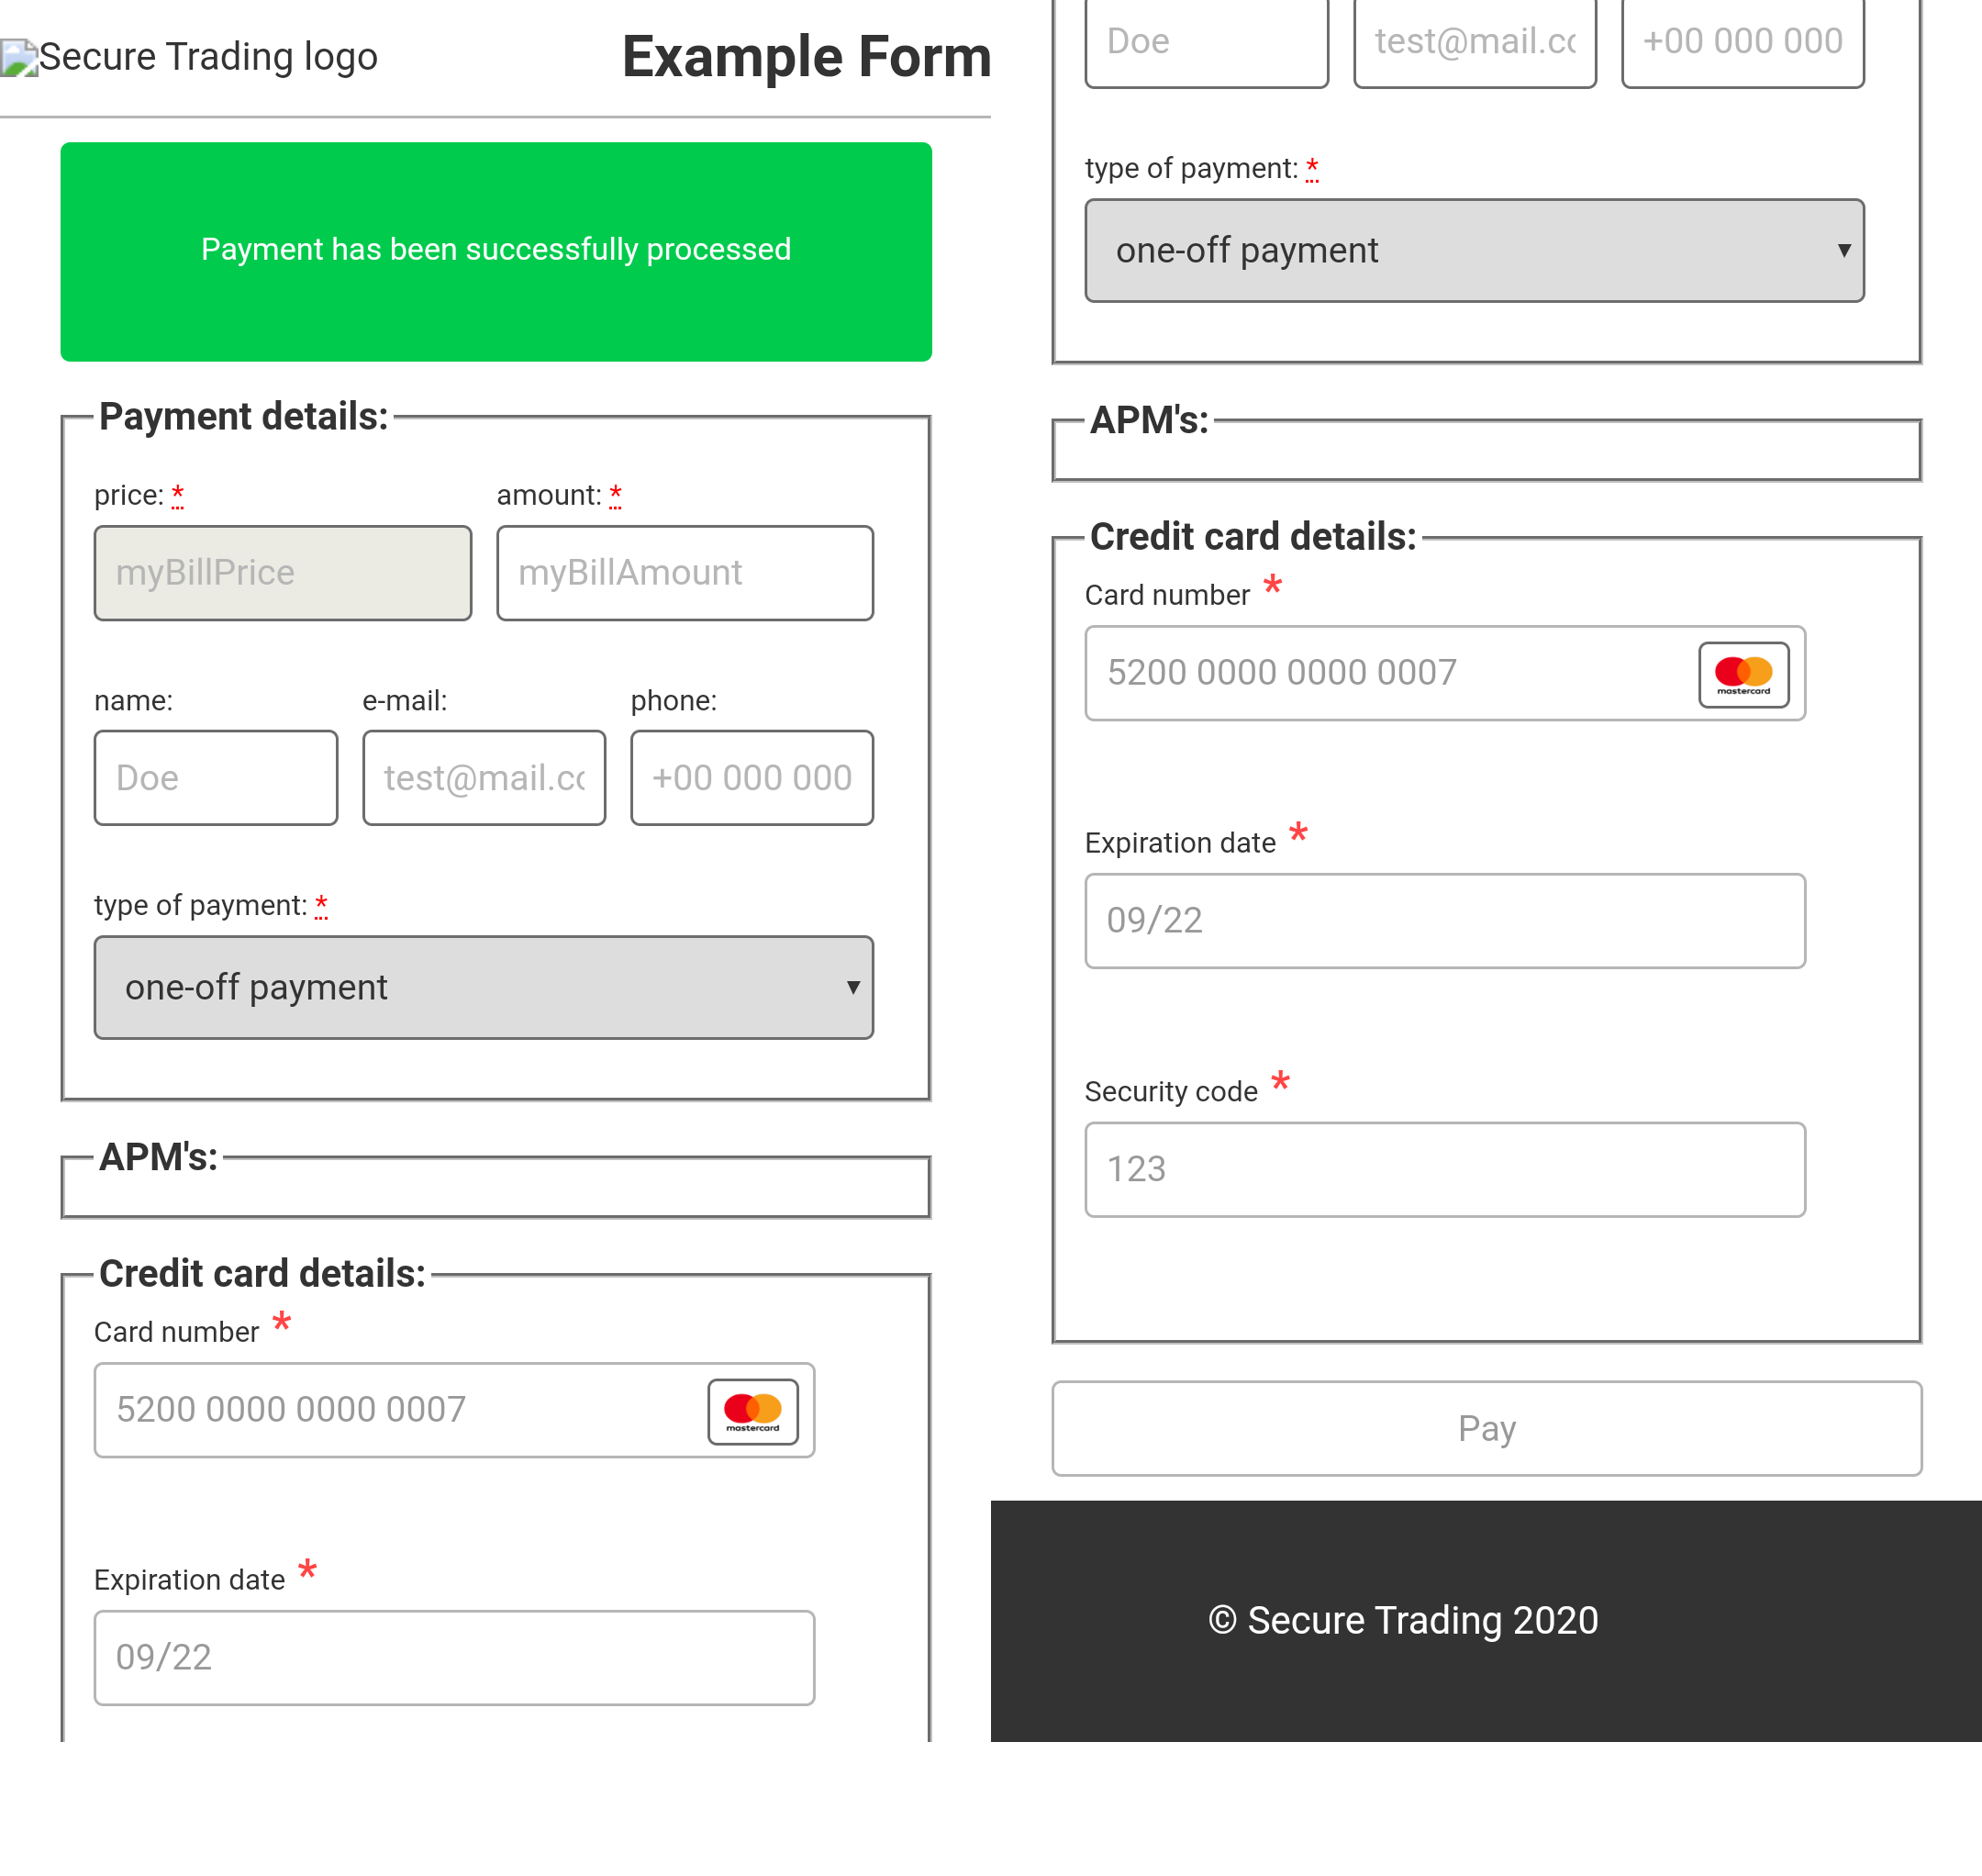 Secure Trading logo
Example Form
Payment has been successfully processed
Payment details:
price: *
amount: *
myBillPrice
myBillAmount
name:
e-mail:
phone:
Doe
test@mail.cc
+00 000 000
type of payment: *
one-off payment
APM's:
Credit card details:
Card number *
5200 0000 0000 0007
mastercard
Expiration date *
09/22
Doe
test@mail.cc
+00 000 000
type of payment: *
one-off payment
APM's:
Credit card details:
Card number *
5200 0000 0000 0007
mastercard
Expiration date *
09/22
Security code *
123
Pay
© Secure Trading 2020